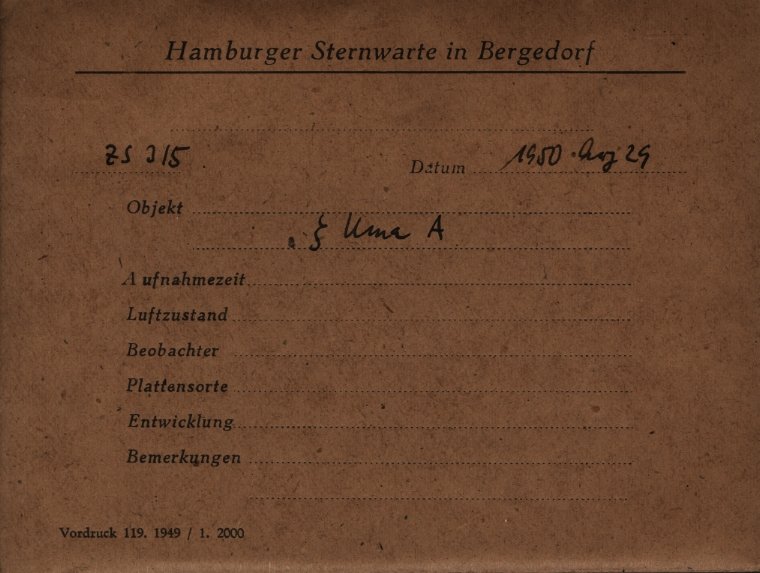 Hamburger Sternwarte in Bergedorf
ZS 315 Datum 1950 Aug 29
Objekt
ξ Uma A
Aufnahmezeit
Luftzustand
Beobachter
Plattensorte
Entwicklung
Bemerkungen
Vordruck 119. 1949 / 1. 2000